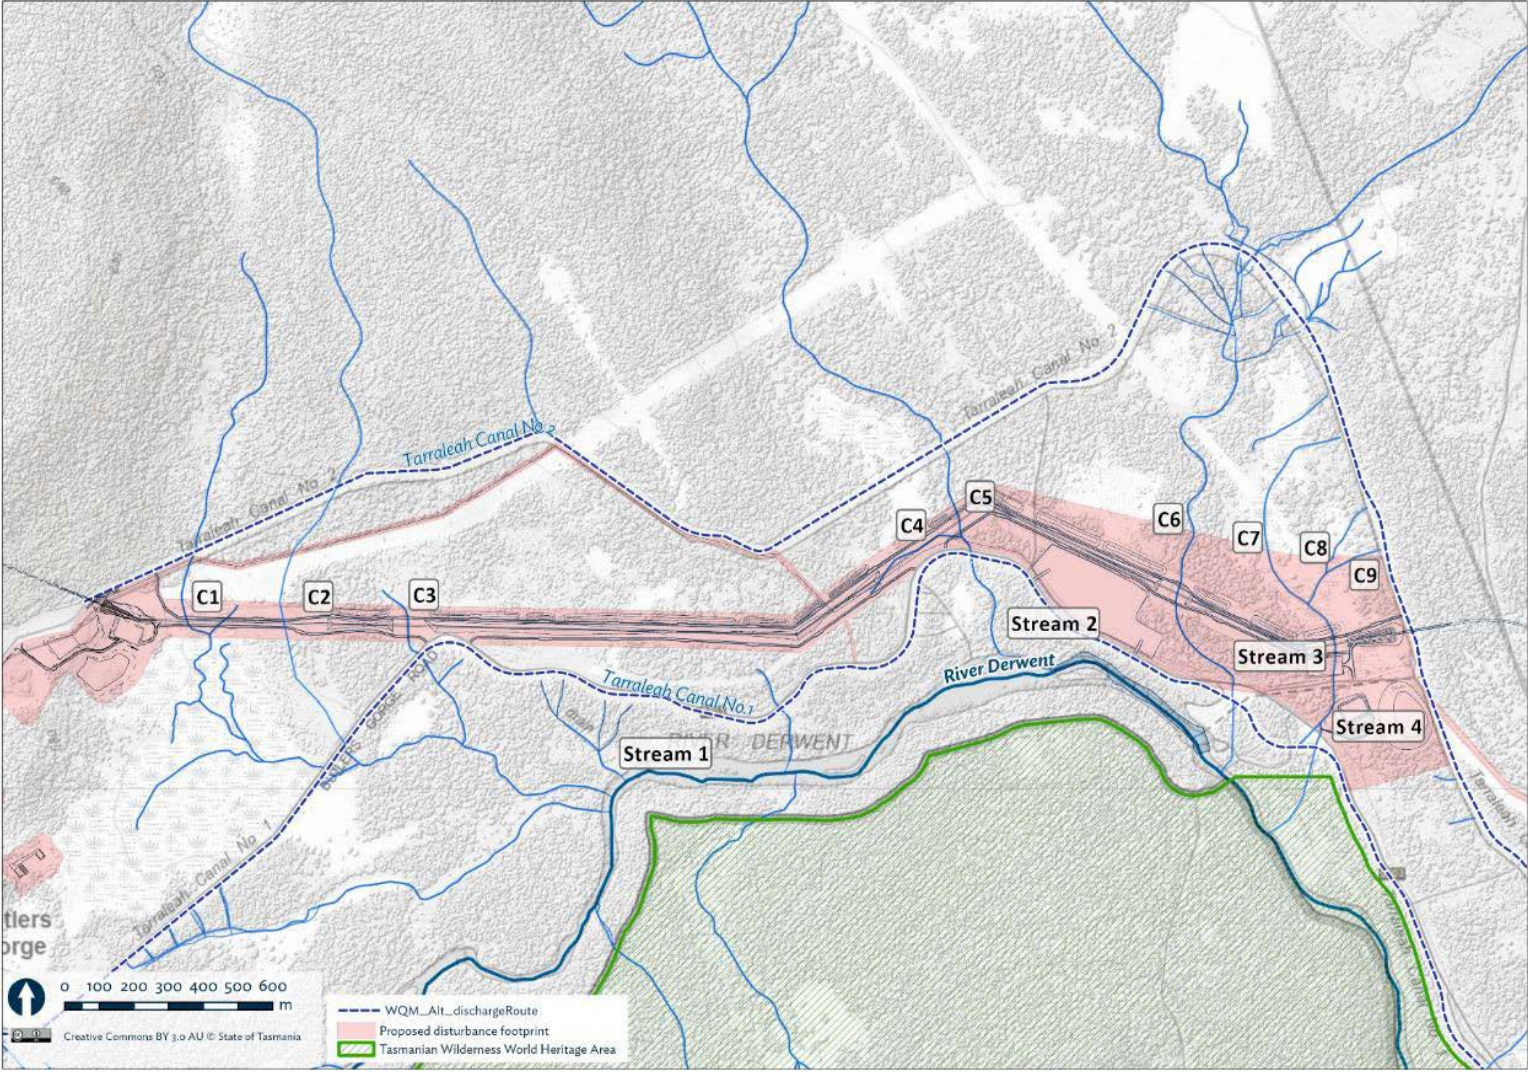 Tarraleah Canal No 2
Tarraleah Canal No 2
Tarraleah Canal No.2
C5
C4
C6
C7
C8
C9
C1
C2
C3
Stream 2
Stream 3
River Derwent
Tarraleah Canal No.1
BUTLERS GORGE ROAD
main
RIVER DERWENT
Stream 1
Stream 4
Tarraleah Canal No 1
tlers
orge
0 100 200 300 400 500 600
m
Creative Commons BY 3.0 AU © State of Tasmania
WQM_Alt_dischargeRoute
Proposed disturbance footprint
Tasmanian Wilderness World Heritage Area